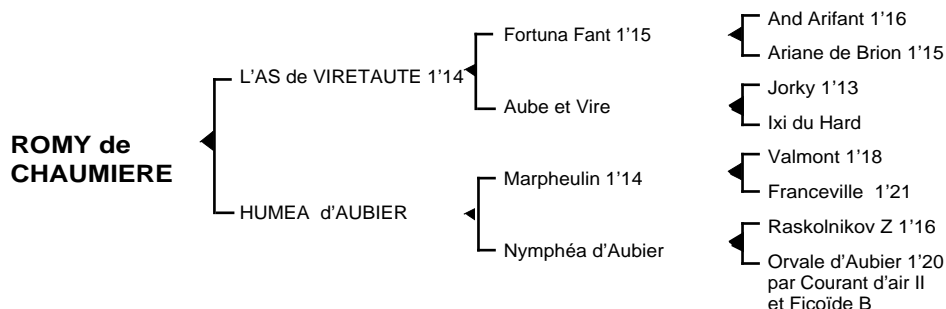 ROMY de
CHAUMIERE
L'AS de VIRETAUTE 1'14
HUMEA d'AUBIER
Fortuna Fant 1'15
Aube et Vire
Marpheulin 1'14
Nymphéa d'Aubier
And Arifant 1'16
Ariane de Brion 1'15
Jorky 1'13
Ixi du Hard
Valmont 1'18
Franceville 1'21
Raskolnikov Z 1'16
Orvale d'Aubier 1'20
par Courant d'air II
et Ficoïde B